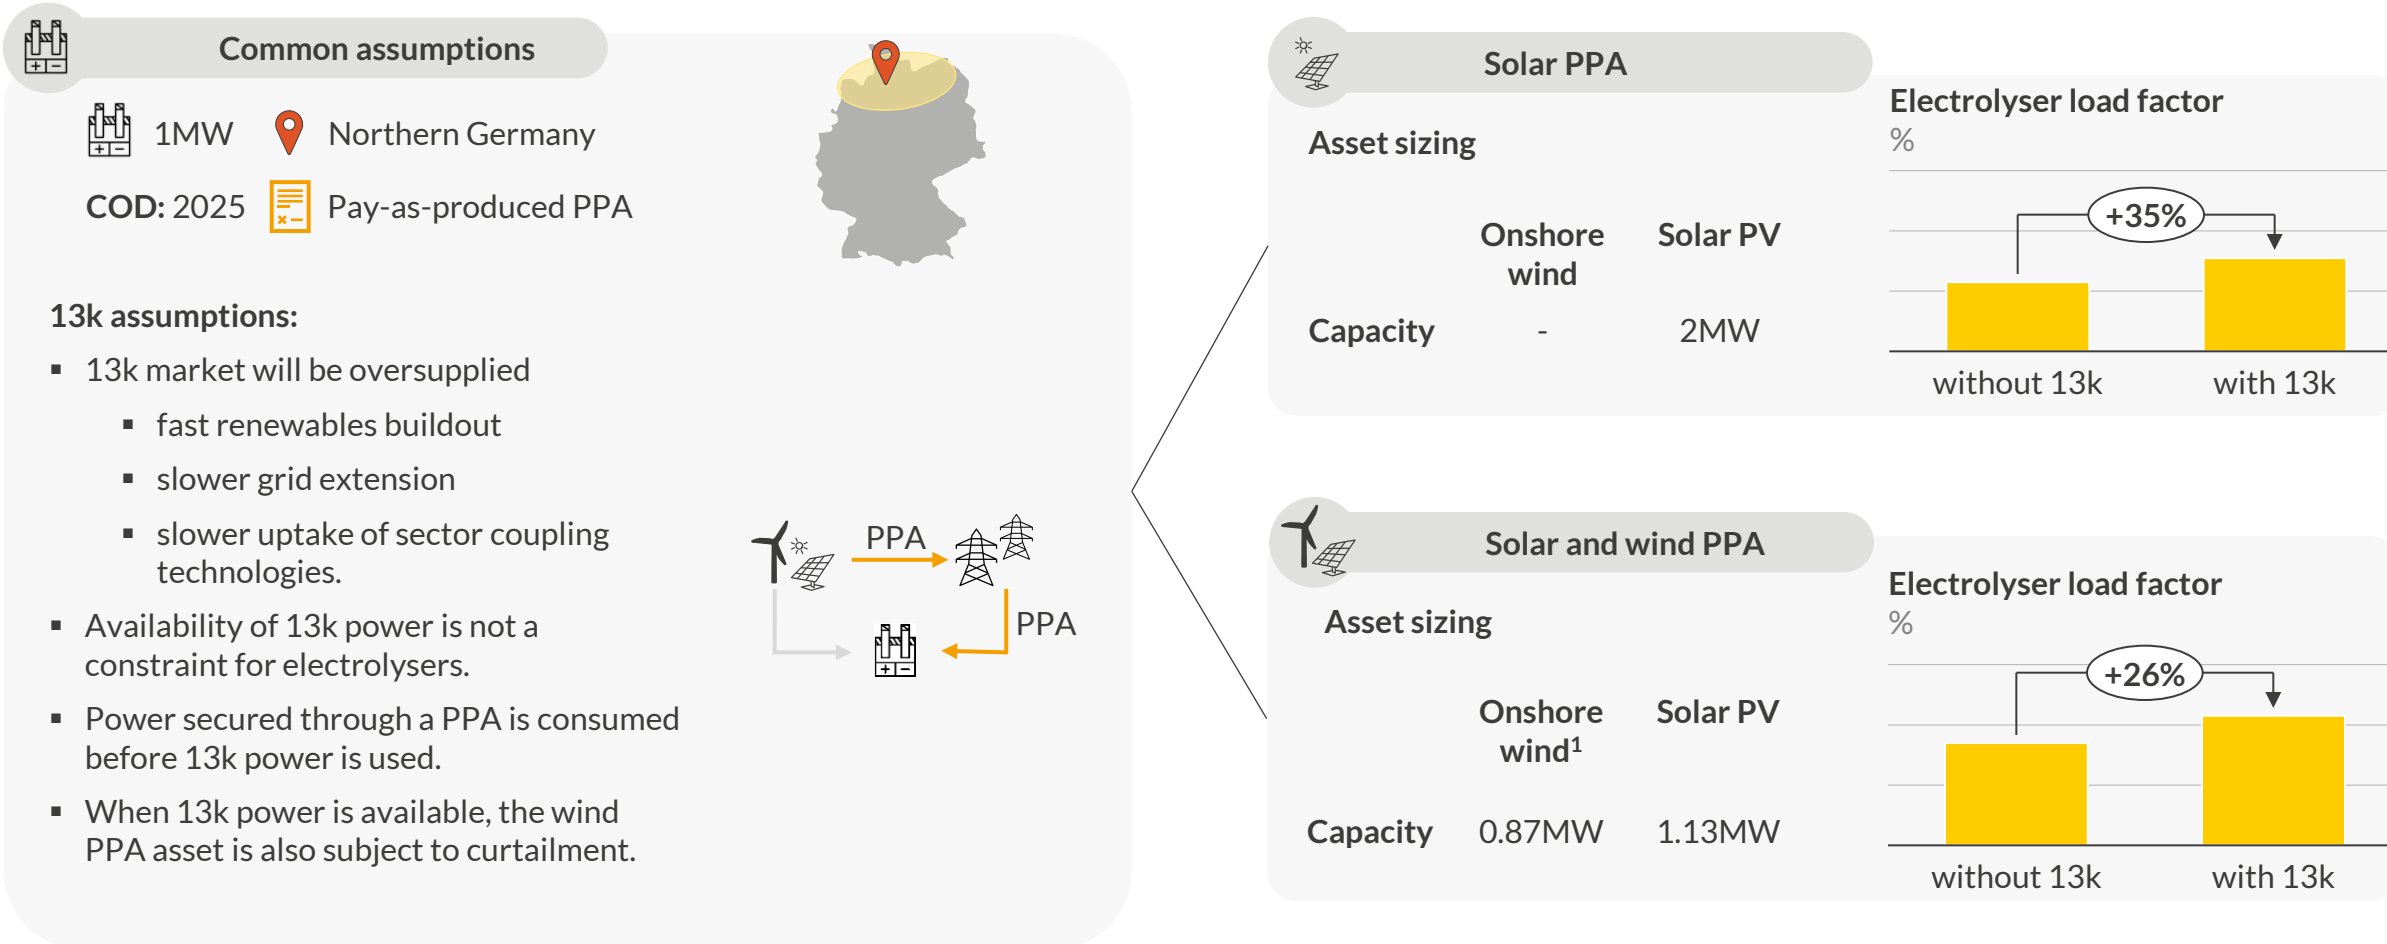 Common assumptions
1MW
Northern Germany
COD: 2025
Pay-as-produced PPA
13k assumptions:
▪ 13k market will be oversupplied
▪ fast renewables buildout
▪ slower grid extension
▪ slower uptake of sector coupling
technologies.
▪ Availability of 13k power is not a
constraint for electrolysers.
▪ Power secured through a PPA is consumed
before 13k power is used.
▪ When 13k power is available, the wind
PPA asset is also subject to curtailment.
PPA
PPA
Solar PPA
Asset sizing
Onshore
wind
Solar PV
Capacity
-
2MW
Electrolyser load factor
%
+35%
without 13k
with 13k
Solar and wind PPA
Asset sizing
Onshore
wind¹
Solar PV
Capacity
0.87MW
1.13MW
Electrolyser load factor
%
+26%
without 13k
with 13k